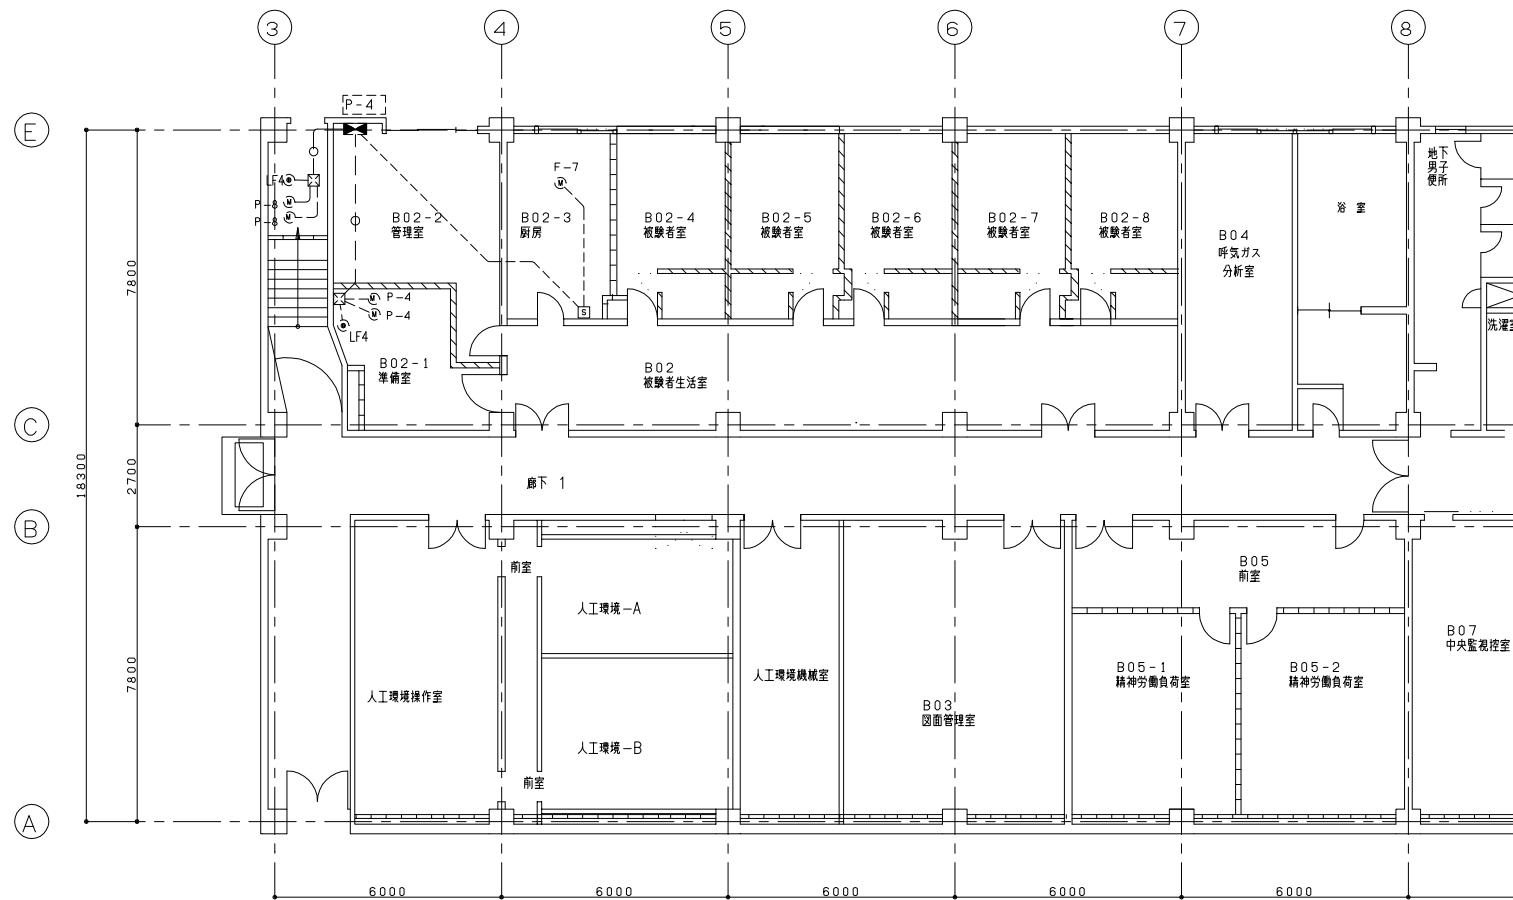 3
4
5
6
7
8
P-4
E
LF4
P-8
P-8
F-7
B02-2
管理室
B02-3
厨房
B02-4
被験者室
B02-5
被験者室
B02-6
被験者室
B02-7
被験者室
B02-8
被験者室
B04
呼気ガス
分析室
浴 室
地下
男子
便所
7800
P-4
P-4
LF4
S
洗濯室
B02-1
準備室
B02
被験者生活室
C
18300
2700
廊下 1
B
前室
人工環境-A
B05
前室
B07
中央監視控室
7800
人工環境操作室
人工環境機械室
B03
図面管理室
B05-1
精神労働負荷室
B05-2
精神労働負荷室
人工環境-B
前室
A
6000
6000
6000
6000
6000